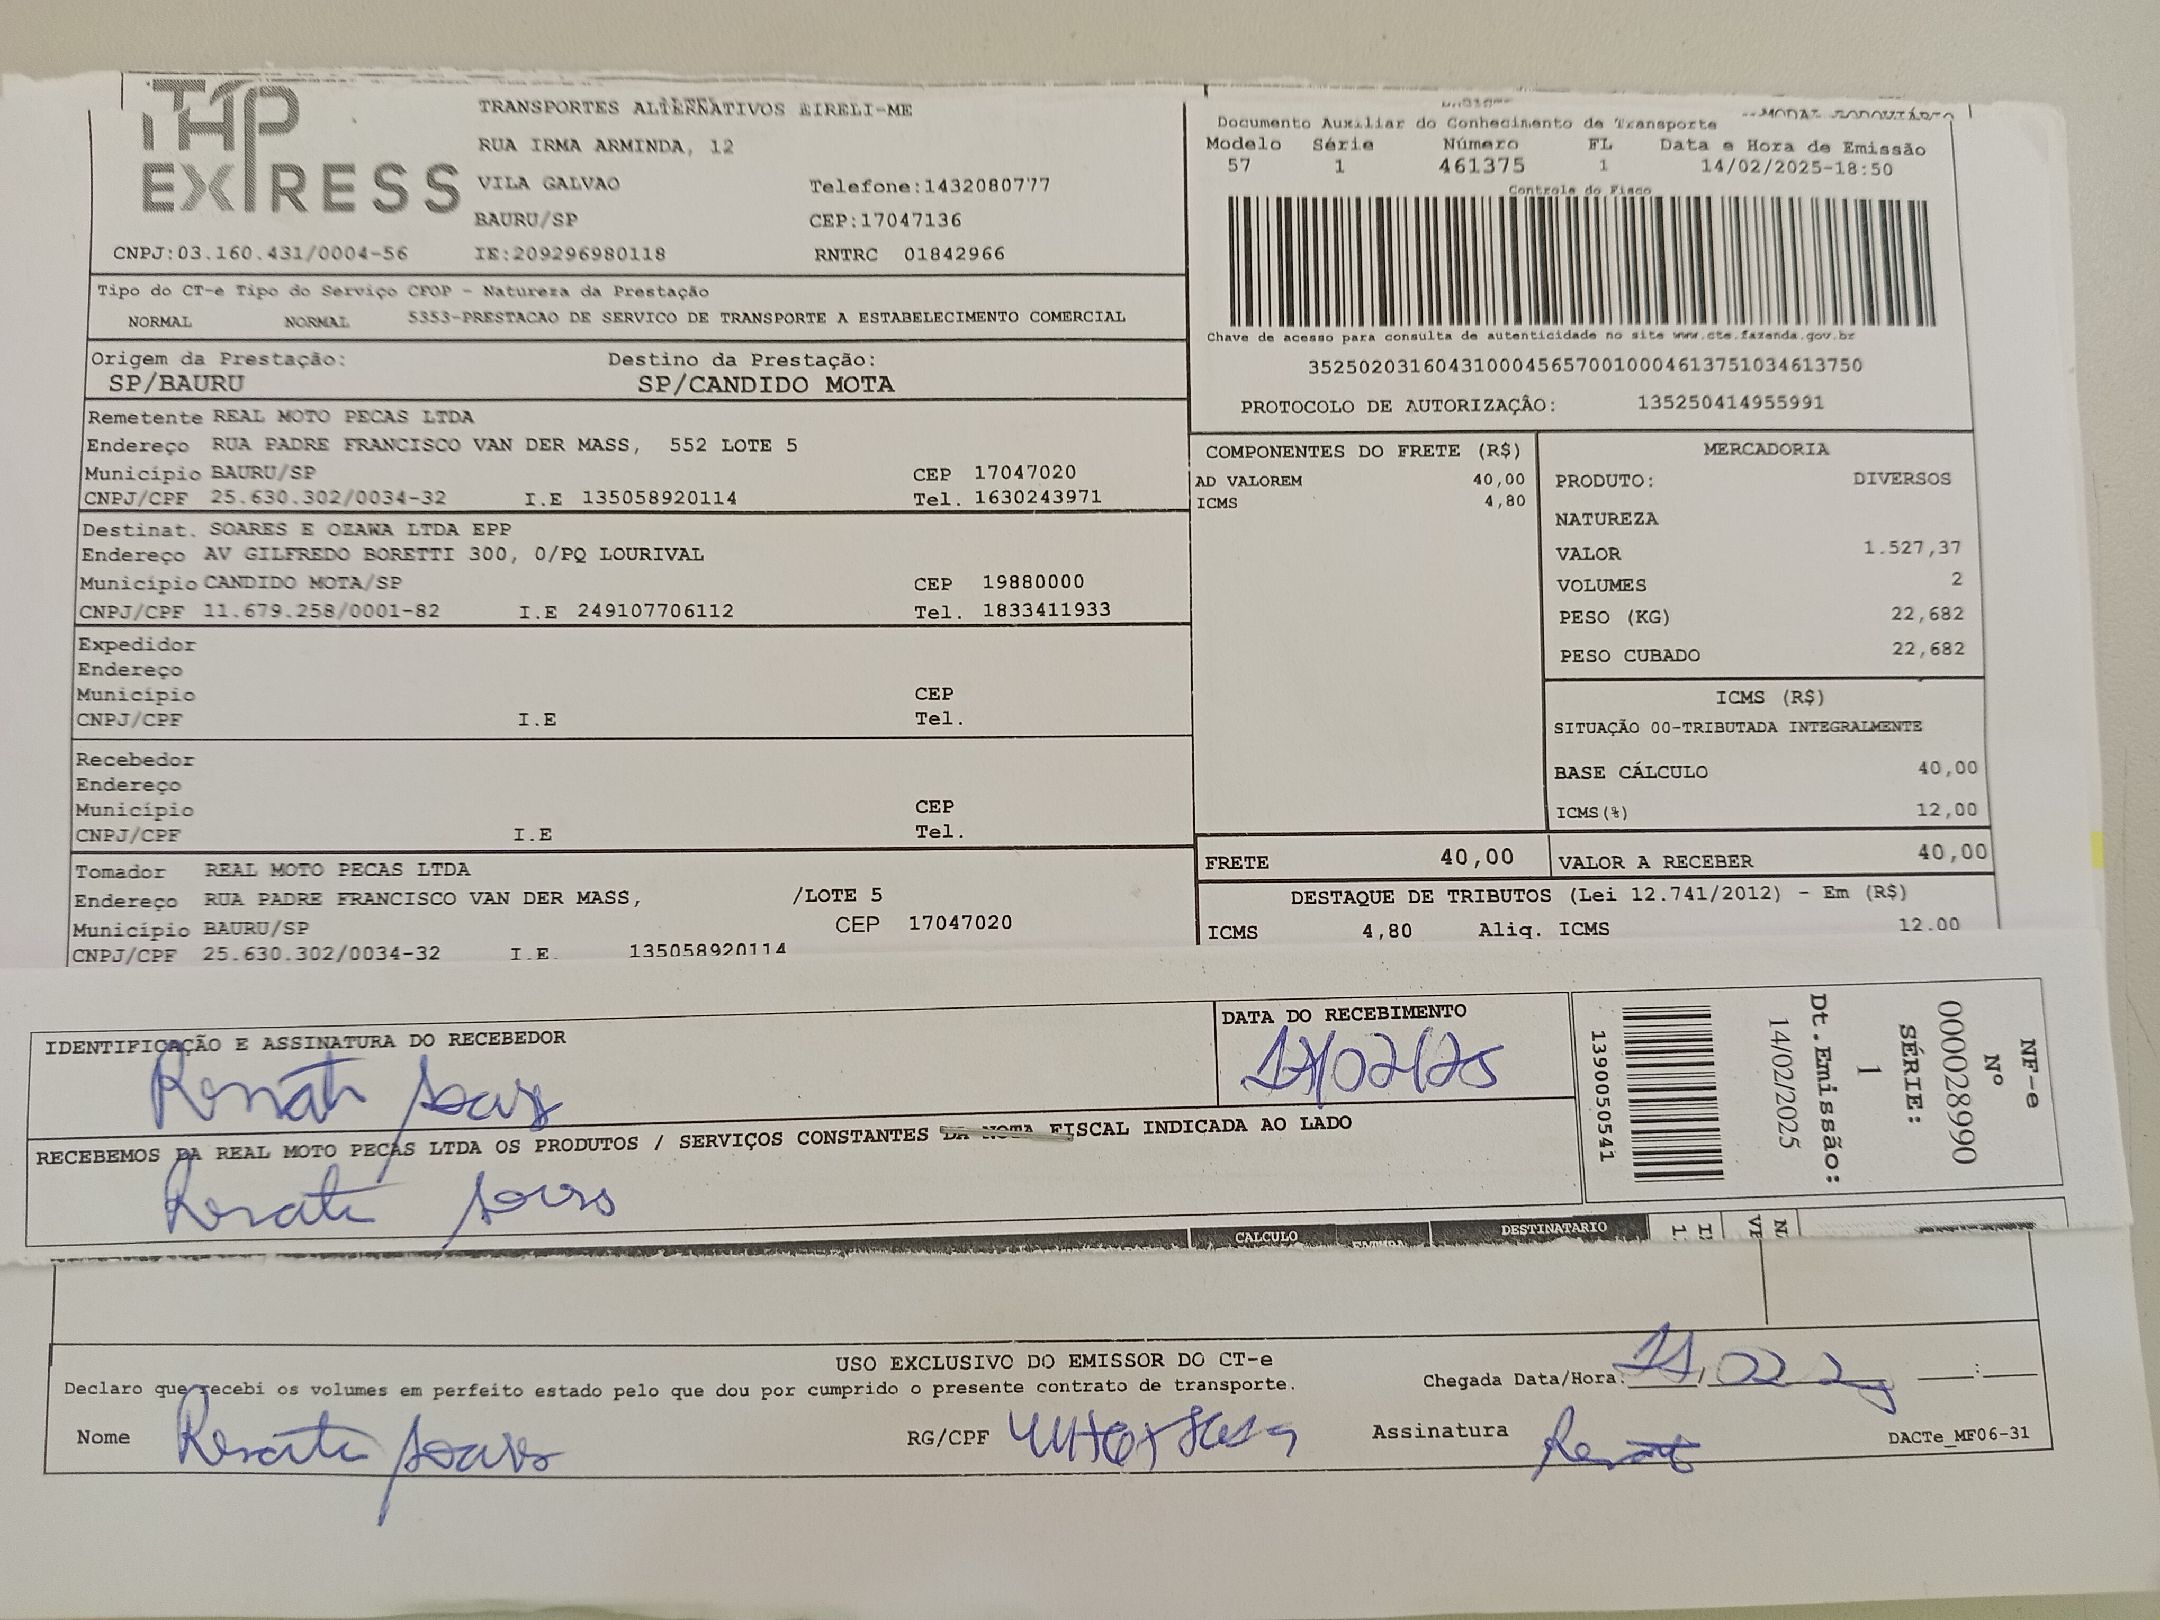 TAP EXPRESS
TRANSPORTES ALTERNATIVOS EIRELI-ME
RUA IRMA ARMINDA, 12
VILA GALVAO Telefone:1432080777
BAURU/SP CEP:17047136
CNPJ:03.160.431/0004-56 IE:209296980118 RNTRC 01842966
Tipo do CT-e Tipo do Serviço CFOP - Natureza da Prestação
NORMAL NORMAL 5353-PRESTACAO DE SERVICO DE TRANSPORTE A ESTABELECIMENTO COMERCIAL
Origem da Prestação: Destino da Prestação:
SP/BAURU SP/CANDIDO MOTA
Remetente REAL MOTO PECAS LTDA
Endereço RUA PADRE FRANCISCO VAN DER MASS, 552 LOTE 5
Município BAURU/SP CEP 17047020
CNPJ/CPF 25.630.302/0034-32 I.E 135058920114 Tel. 1630243971
Destinat. SOARES E OZAWA LTDA EPP
Endereço AV GILFREDO BORETTI 300, 0/PQ LOURIVAL
Município CANDIDO MOTA/SP CEP 19880000
CNPJ/CPF 11.679.258/0001-82 I.E 249107706112 Tel. 1833411933
Expedidor
Endereço
Município CEP
CNPJ/CPF I.E Tel.
Recebedor
Endereço
Município CEP
CNPJ/CPF I.E Tel.
Tomador REAL MOTO PECAS LTDA
Endereço RUA PADRE FRANCISCO VAN DER MASS, /LOTE 5
Município BAURU/SP CEP 17047020
CNPJ/CPF 25.630.302/0034-32 I.E. 135058920114
MODAL RODOVIÁRIO
Documento Auxiliar do Conhecimento de Transporte
Modelo Série Número FL Data e Hora de Emissão
57 1 461375 1 14/02/2025-18:50
Controle do Fisco
Chave de acesso para consulta de autenticidade no site www.cte.fazenda.gov.br
35250203160431000456570010004613751034613750
PROTOCOLO DE AUTORIZAÇÃO: 135250414955991
COMPONENTES DO FRETE (R$)
AD VALOREM 40,00
ICMS 4,80
MERCADORIA
PRODUTO: DIVERSOS
NATUREZA
VALOR 1.527,37
VOLUMES 2
PESO (KG) 22,682
PESO CUBADO 22,682
ICMS (R$)
SITUAÇÃO 00-TRIBUTADA INTEGRALMENTE
BASE CÁLCULO 40,00
ICMS(%) 12,00
FRETE 40,00 VALOR A RECEBER 40,00
DESTAQUE DE TRIBUTOS (Lei 12.741/2012) - Em (R$)
ICMS 4,80 Aliq. ICMS 12.00
IDENTIFICAÇÃO E ASSINATURA DO RECEBEDOR
Renata Soares
DATA DO RECEBIMENTO
17/02/25
RECEBEMOS DA REAL MOTO PECAS LTDA OS PRODUTOS / SERVIÇOS CONSTANTES DA NOTA FISCAL INDICADA AO LADO
Renata Soares
NF-e
Nº
000028990
SÉRIE:
1
Dt.Emissão:
14/02/2025
1390050541
CALCULO
DESTINATARIO
USO EXCLUSIVO DO EMISSOR DO CT-e
Declaro que recebi os volumes em perfeito estado pelo que dou por cumprido o presente contrato de transporte.
Chegada Data/Hora:
Nome Renata Soares RG/CPF Assinatura Renata
DACTe_MF06-31